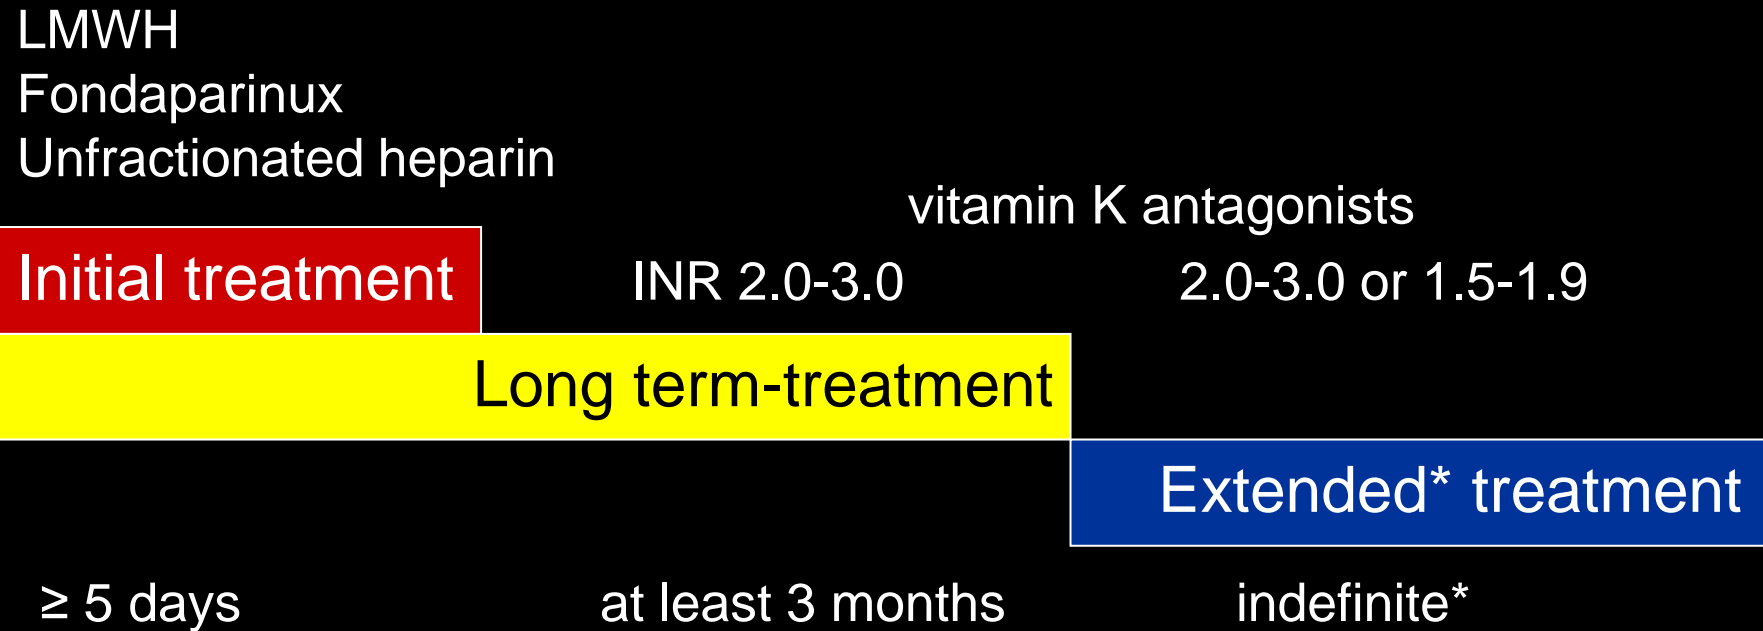 LMWH
Fondaparinux
Unfractionated heparin
vitamin K antagonists
Initial treatment
INR 2.0-3.0
2.0-3.0 or 1.5-1.9
Long term-treatment
Extended* treatment
≥ 5 days
at least 3 months
indefinite*